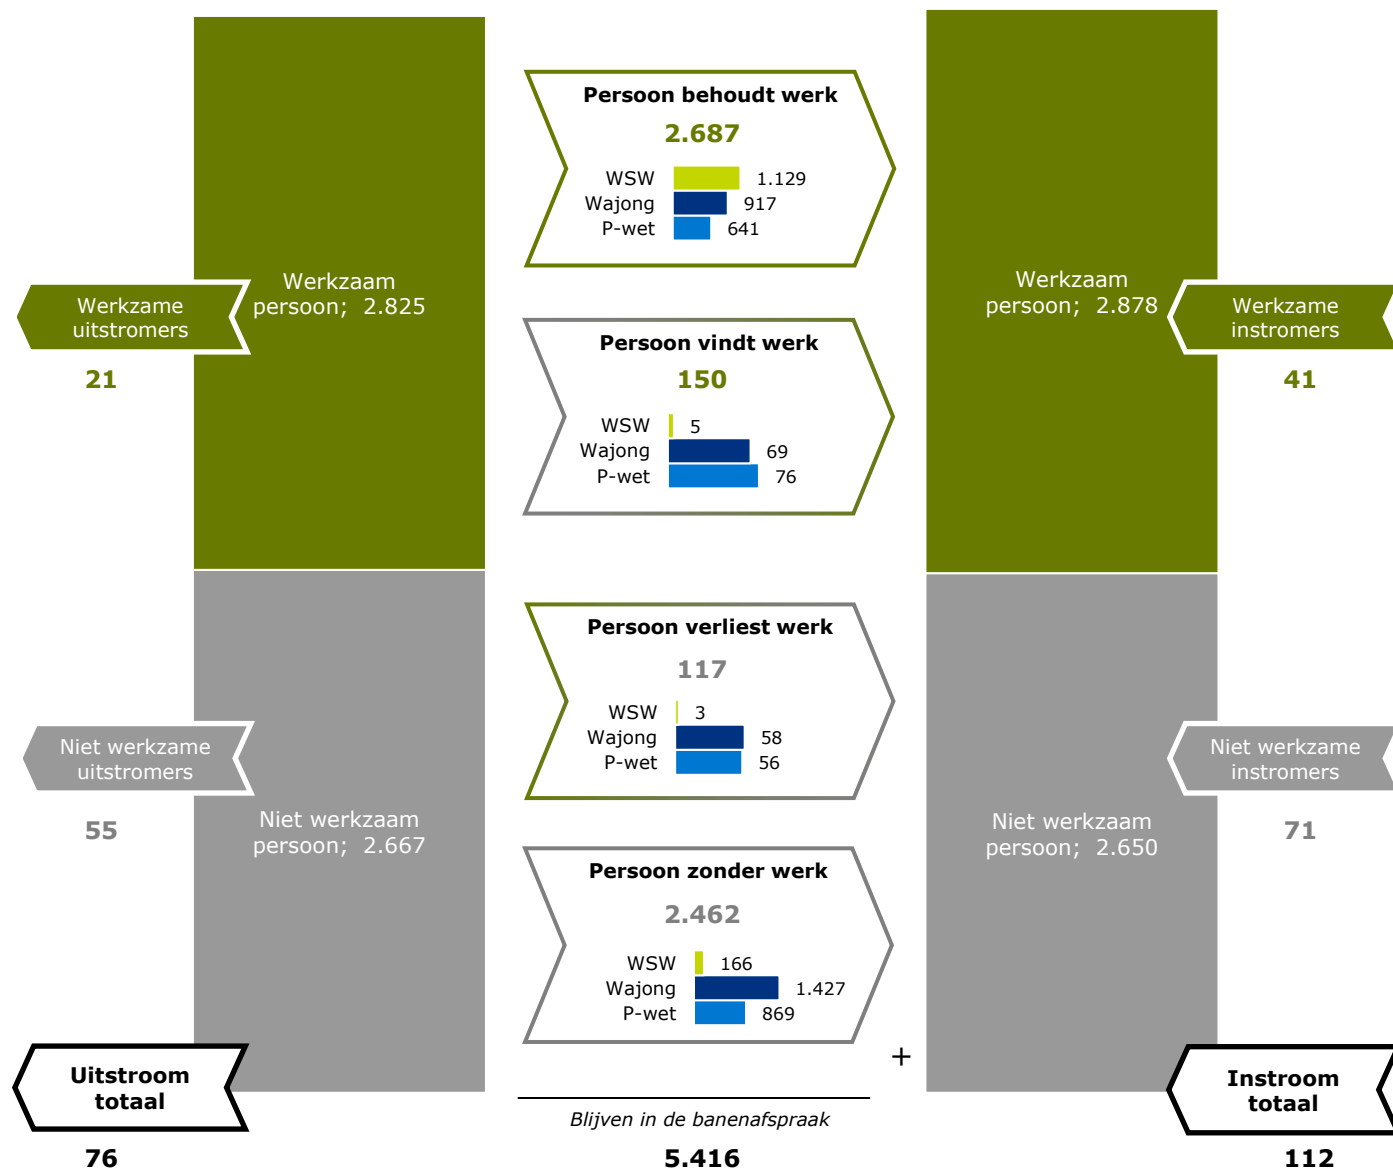 Werkzaam
persoon;  2.825
Werkzame
uitstromers
21
Niet werkzame
uitstromers
55
Niet werkzaam
persoon;  2.667
Uitstroom
totaal
76
Persoon behoudt werk
2.687
WSW 1.129
Wajong 917
P-wet 641
Persoon vindt werk
150
WSW 5
Wajong 69
P-wet 76
Persoon verliest werk
117
WSW 3
Wajong 58
P-wet 56
Persoon zonder werk
2.462
WSW 166
Wajong 1.427
P-wet 869
+
Blijven in de banenafspraak
5.416
Werkzaam
persoon;  2.878
Werkzame
instromers
41
Niet werkzame
instromers
71
Niet werkzaam
persoon;  2.650
Instroom
totaal
112